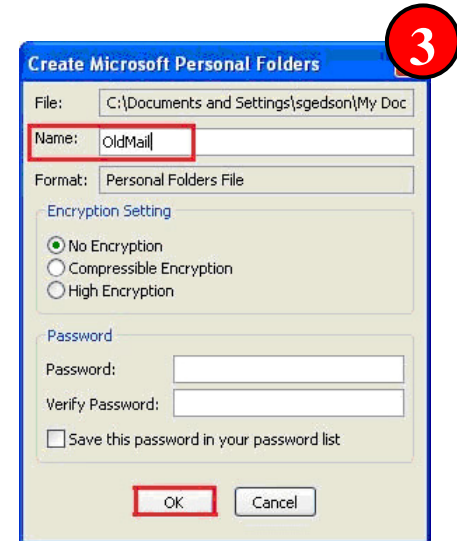 3
Create Microsoft Personal Folders
File: C:\Documents and Settings\sgedson\My Doc
Name: OldMail
Format: Personal Folders File
Encryption Setting
No Encryption
Compressible Encryption
High Encryption
Password
Password:
Verify Password:
Save this password in your password list
OK Cancel